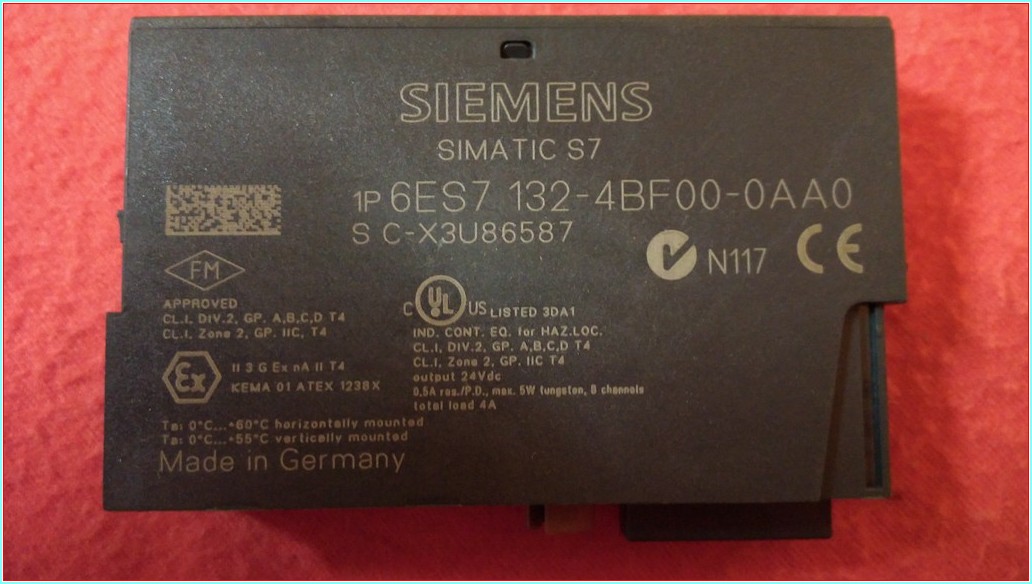 SIEMENS
SIMATIC S7
1P 6ES7 132-4BF00-0AA0
S C-X3U86587
N117 CE
FM
APPROVED
CL.I, DIV.2, GP. A,B,C,D T4
CL.I, Zone 2, GP. IIC, T4
Ex
II 3 G Ex nA II T4
KEMA 01 ATEX 1238X
C UL US LISTED 3DA1
IND. CONT. EQ. for HAZ.LOC.
CL.I, DIV.2, GP. A,B,C,D T4
CL.I, Zone 2, GP. IIC T4
output 24Vdc
0,5A res./P.D., max. 5W tungsten, 8 channels
total load 4A
Ta: 0°C...+60°C horizontally mounted
Ta: 0°C...+55°C vertically mounted
Made in Germany